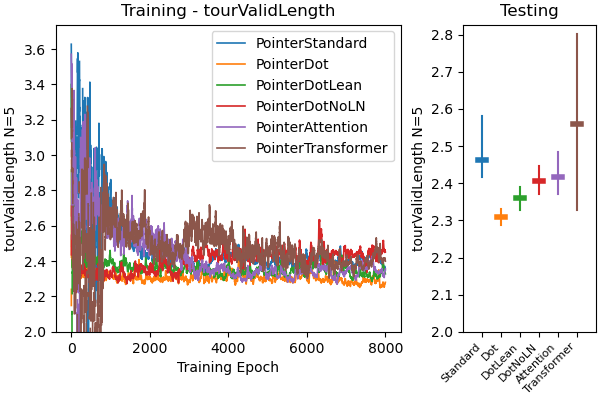 Training - tourValidLength
tourValidLength N=5
3.6
3.4
3.2
3.0
2.8
2.6
2.4
2.2
2.0
PointerStandard
PointerDot
PointerDotLean
PointerDotNoLN
PointerAttention
PointerTransformer
0
2000
4000
6000
8000
Training Epoch
Testing
tourValidLength N=5
2.8
2.7
2.6
2.5
2.4
2.3
2.2
2.1
2.0
Standard
Dot
DotLean
DotNoLN
Attention
Transformer